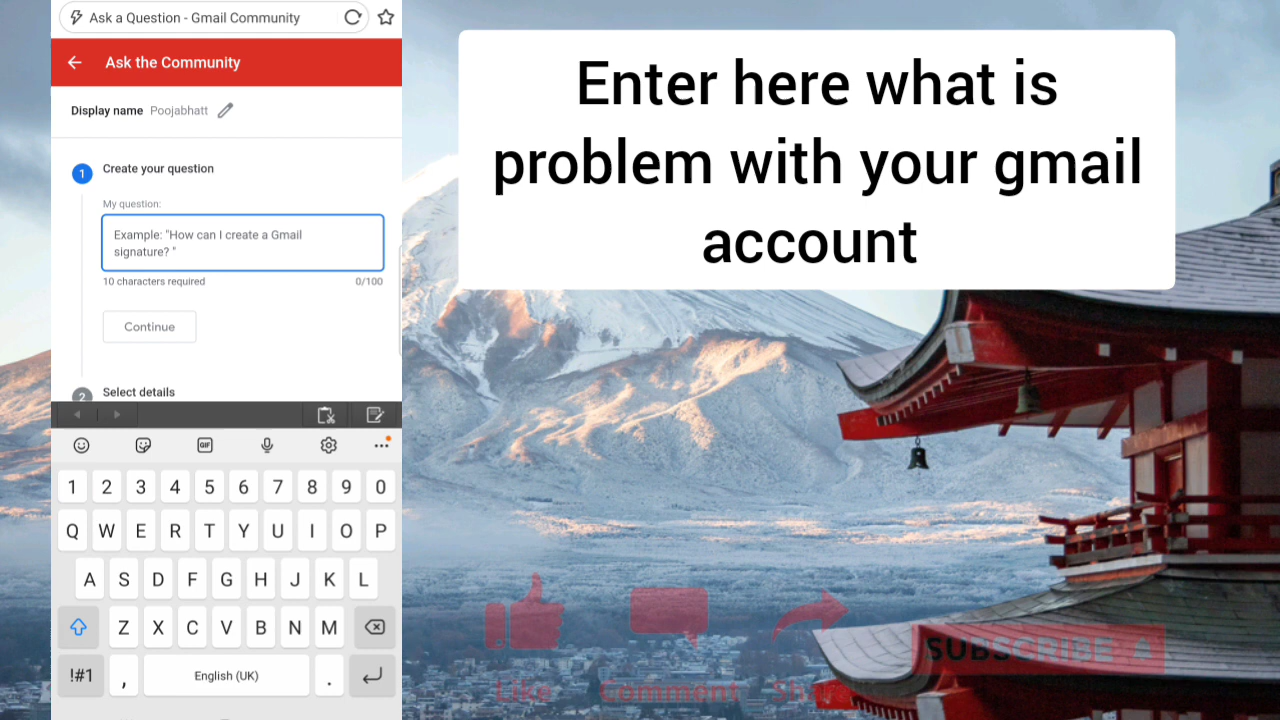 Ask a Question - Gmail Community
Ask the Community
Display name Poojabhatt
1 Create your question
My question:
Example: "How can I create a Gmail
signature? "
10 characters required 0/100
Continue
2 Select details
GIF
1 2 3 4 5 6 7 8 9 0
Q W E R T Y U I O P
A S D F G H J K L
Z X C V B N M
!#1 , English (UK) .
Enter here what is
problem with your gmail
account
SUBSCRIBE
Like Comment